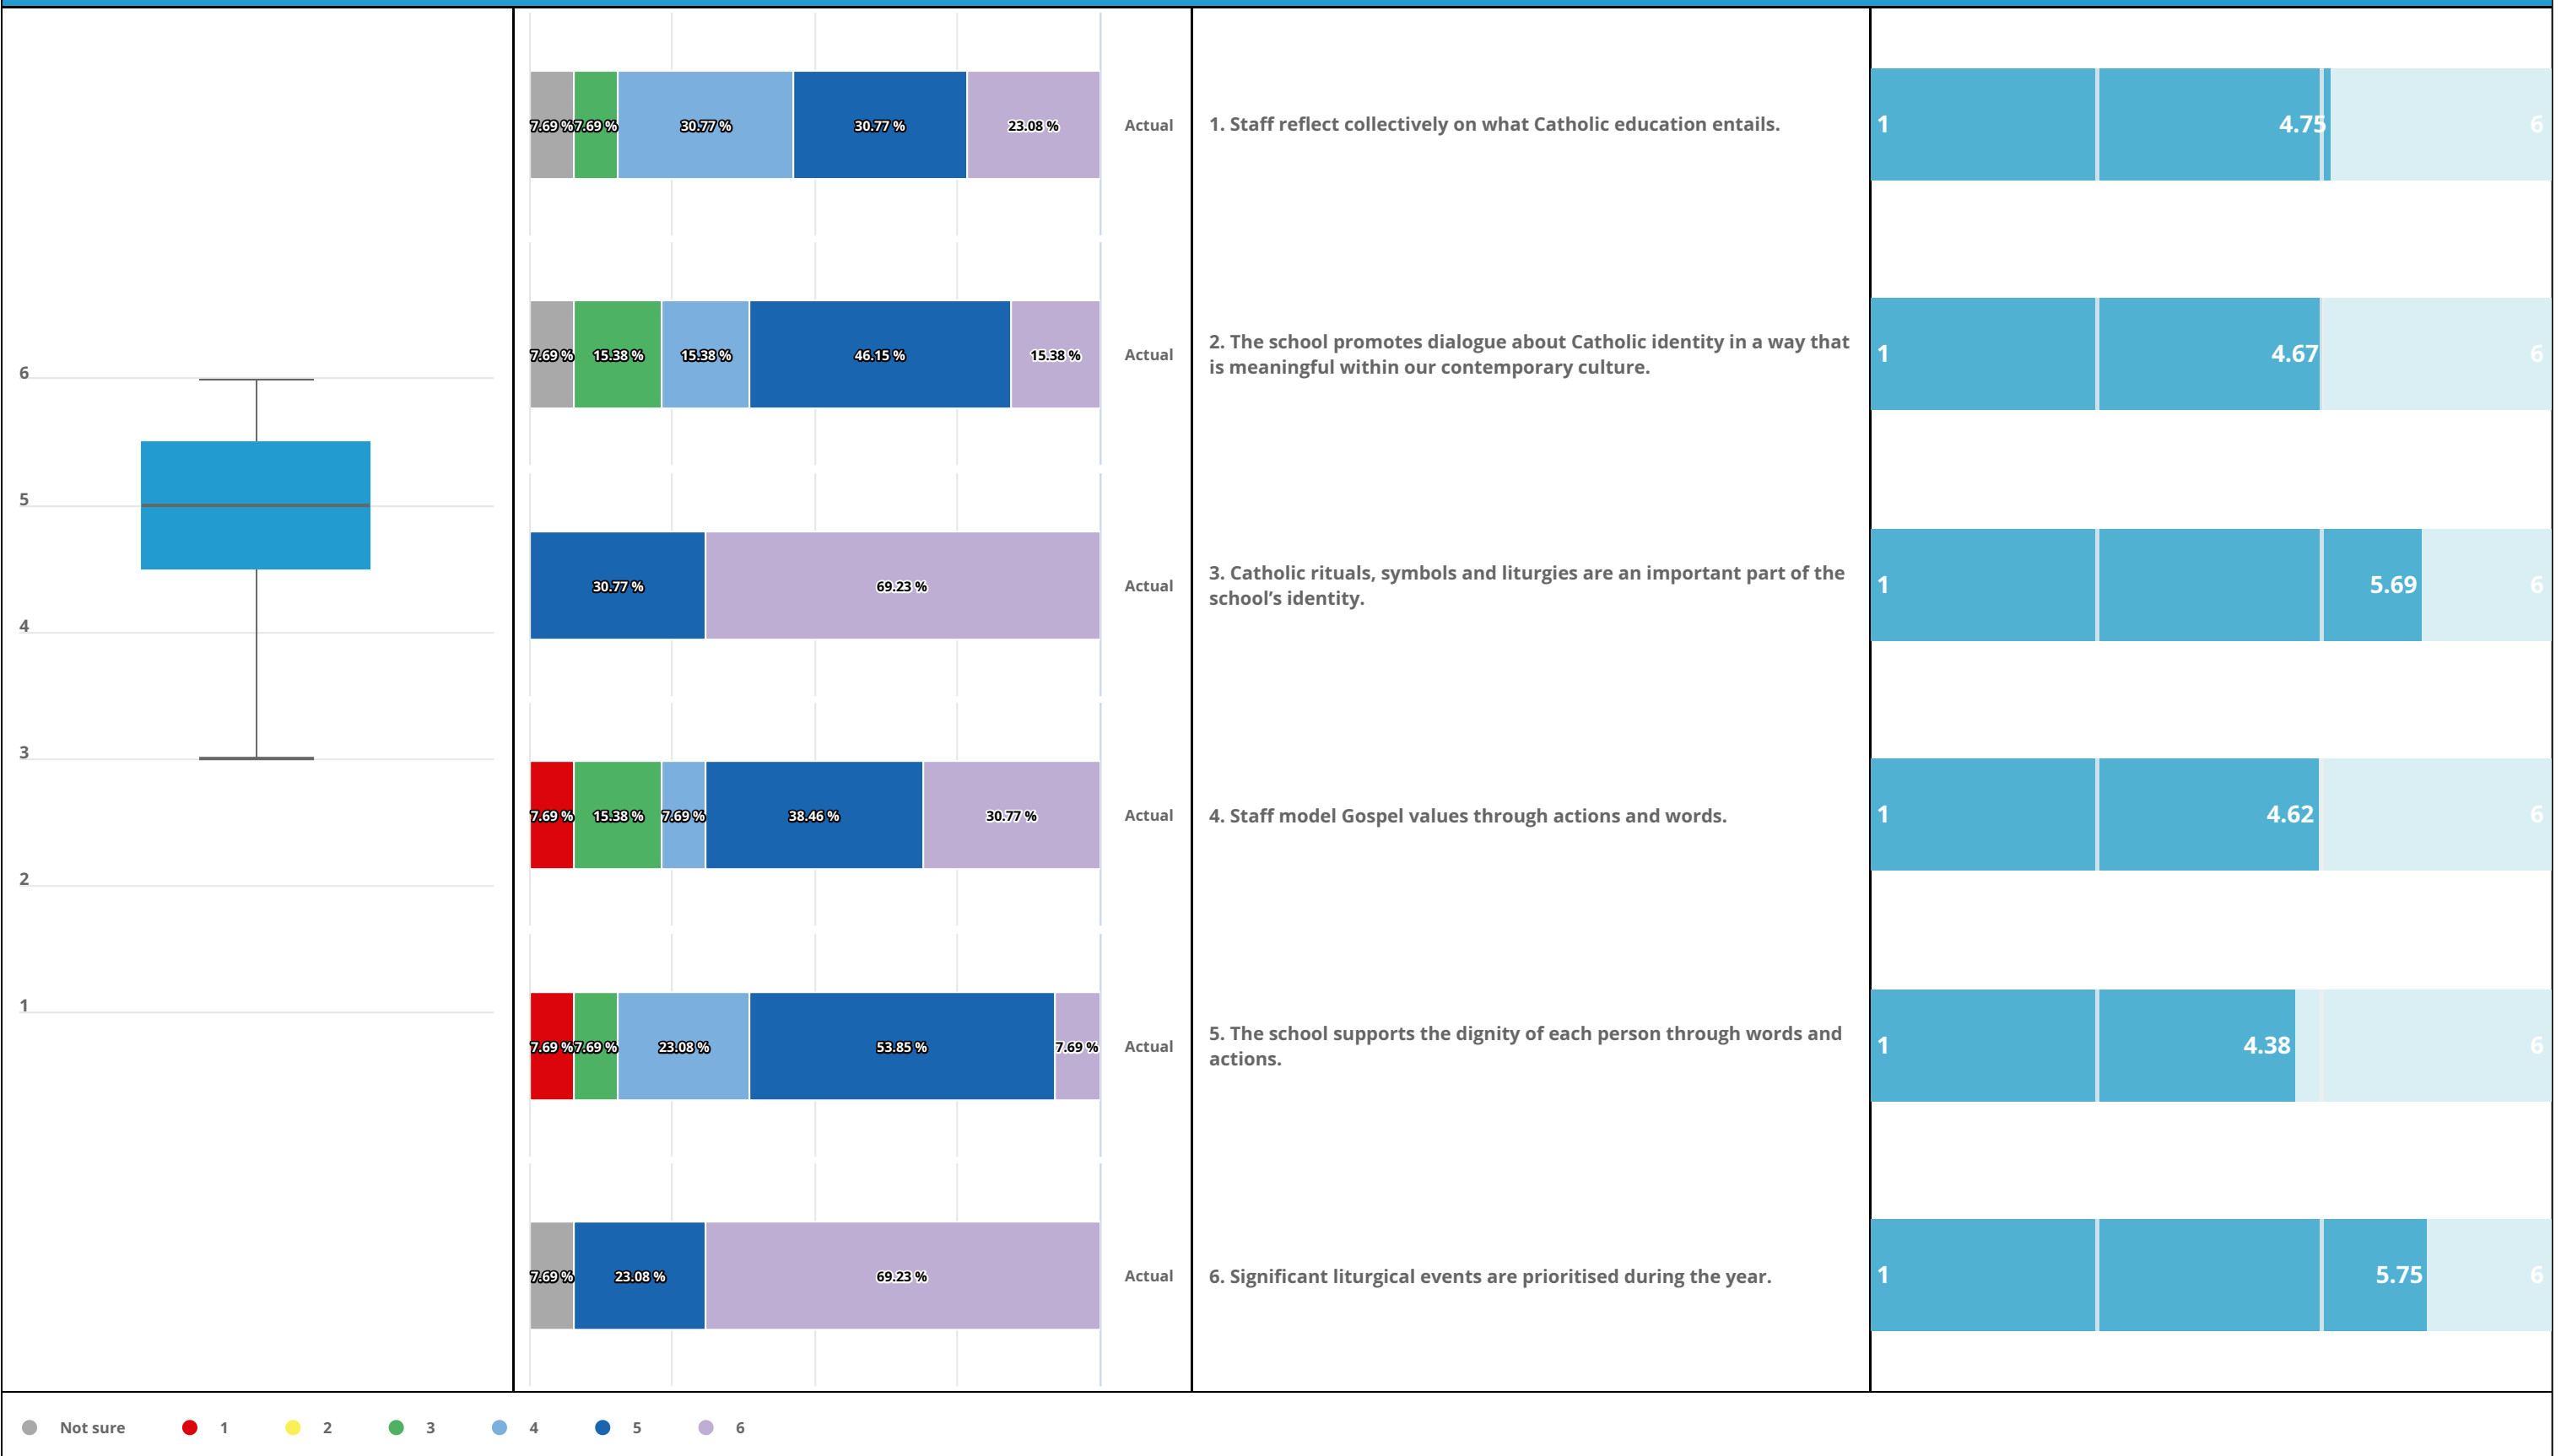 6
5
4
3
2
1
7.69 % 7.69 % 30.77 % 30.77 % 23.08 %
Actual
1. Staff reflect collectively on what Catholic education entails.
1 4.75 6
7.69 % 15.38 % 15.38 % 46.15 % 15.38 %
Actual
2. The school promotes dialogue about Catholic identity in a way that
is meaningful within our contemporary culture.
1 4.67 6
30.77 % 69.23 %
Actual
3. Catholic rituals, symbols and liturgies are an important part of the
school’s identity.
1 5.69 6
7.69 % 15.38 % 7.69 % 38.46 % 30.77 %
Actual
4. Staff model Gospel values through actions and words.
1 4.62 6
7.69 % 7.69 % 23.08 % 53.85 % 7.69 %
Actual
5. The school supports the dignity of each person through words and
actions.
1 4.38 6
7.69 % 23.08 % 69.23 %
Actual
6. Significant liturgical events are prioritised during the year.
1 5.75 6
Not sure 1 2 3 4 5 6